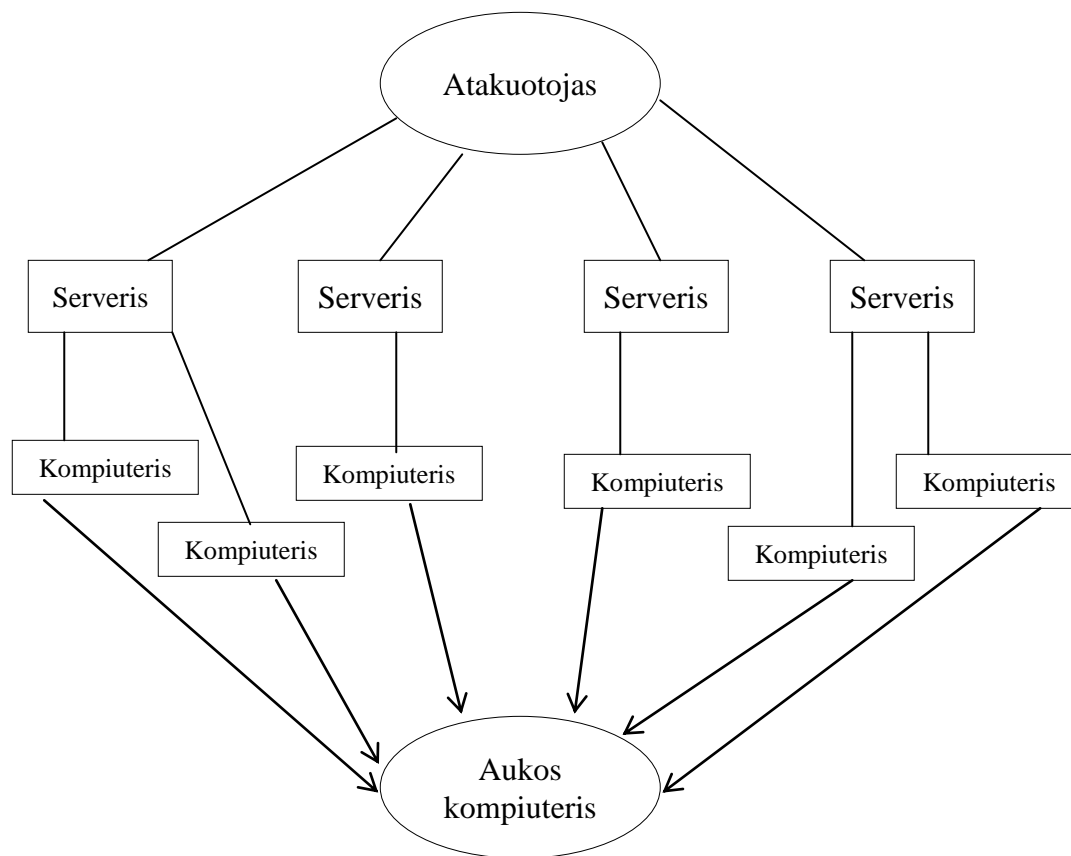 Atakuotojas
Serveris
Serveris
Serveris
Serveris
Kompiuteris
Kompiuteris
Kompiuteris
Kompiuteris
Kompiuteris
Kompiuteris
Aukos
kompiuteris